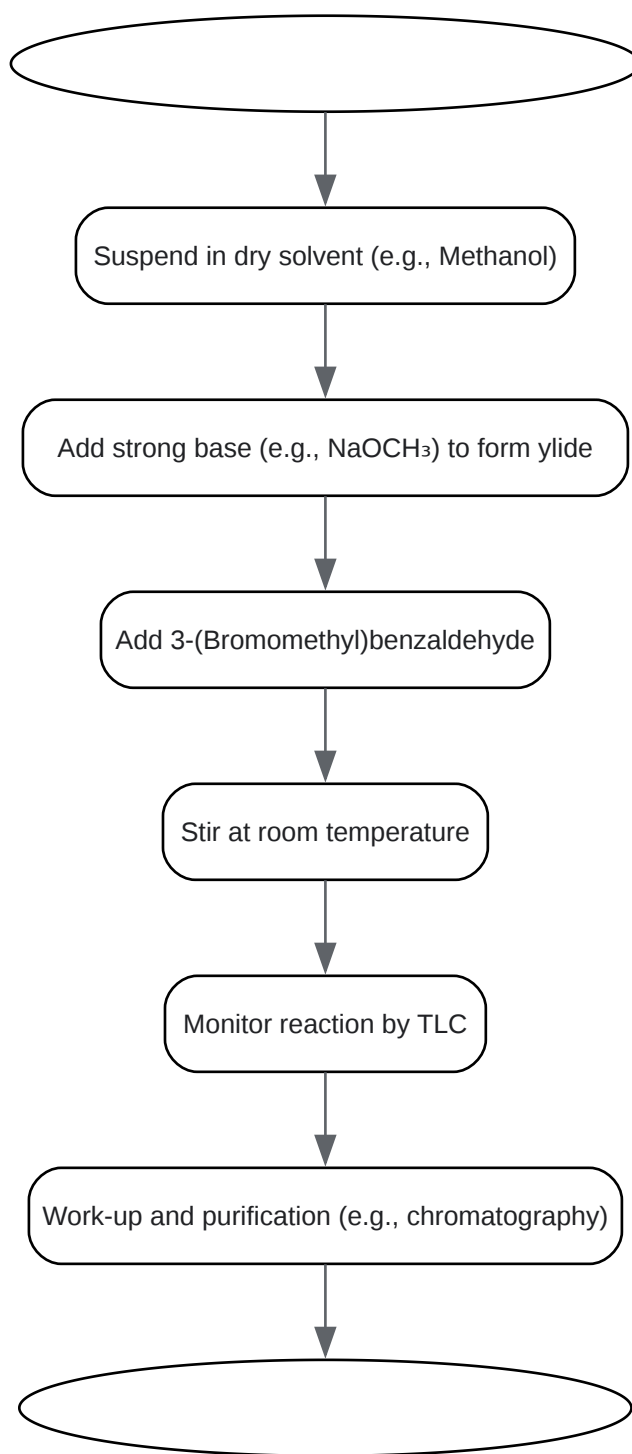 Suspend in dry solvent (e.g., Methanol)
Add strong base (e.g., NaOCH₃) to form ylide
Add 3-(Bromomethyl)benzaldehyde
Stir at room temperature
Monitor reaction by TLC
Work-up and purification (e.g., chromatography)